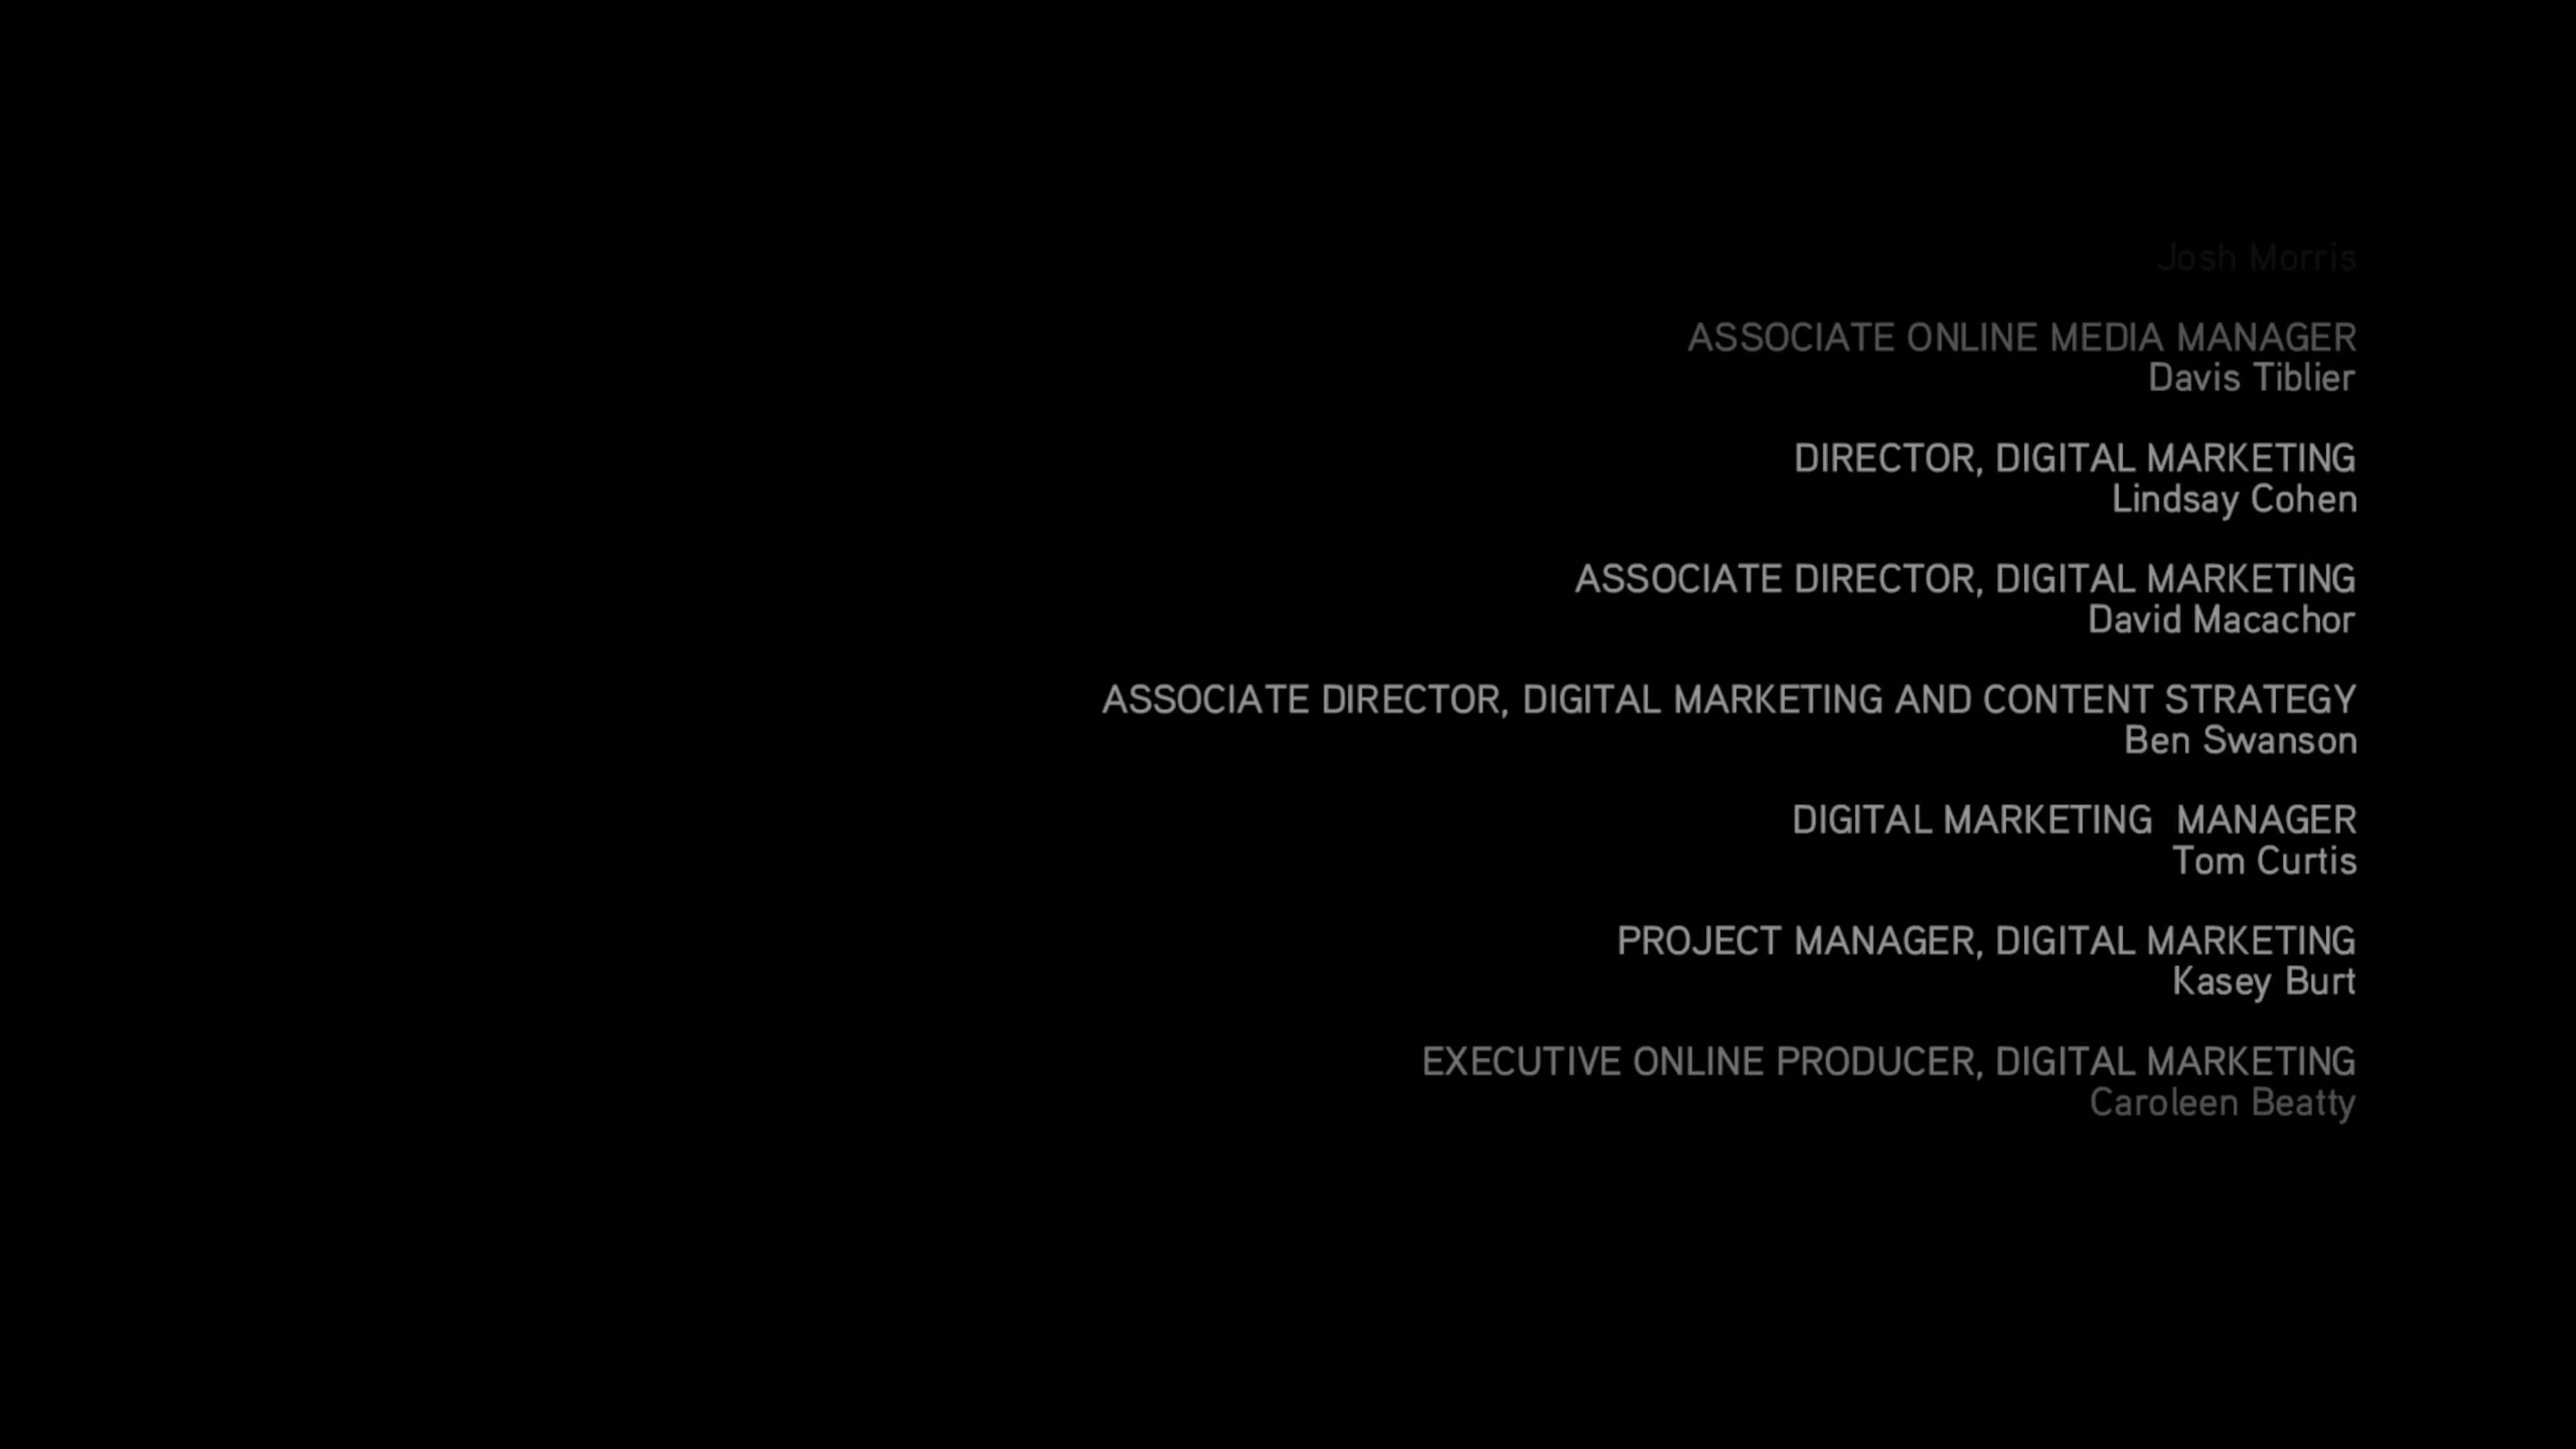 Josh Morris
ASSOCIATE ONLINE MEDIA MANAGER
Davis Tiblier
DIRECTOR, DIGITAL MARKETING
Lindsay Cohen
ASSOCIATE DIRECTOR, DIGITAL MARKETING
David Macachor
ASSOCIATE DIRECTOR, DIGITAL MARKETING AND CONTENT STRATEGY
Ben Swanson
DIGITAL MARKETING  MANAGER
Tom Curtis
PROJECT MANAGER, DIGITAL MARKETING
Kasey Burt
EXECUTIVE ONLINE PRODUCER, DIGITAL MARKETING
Caroleen Beatty